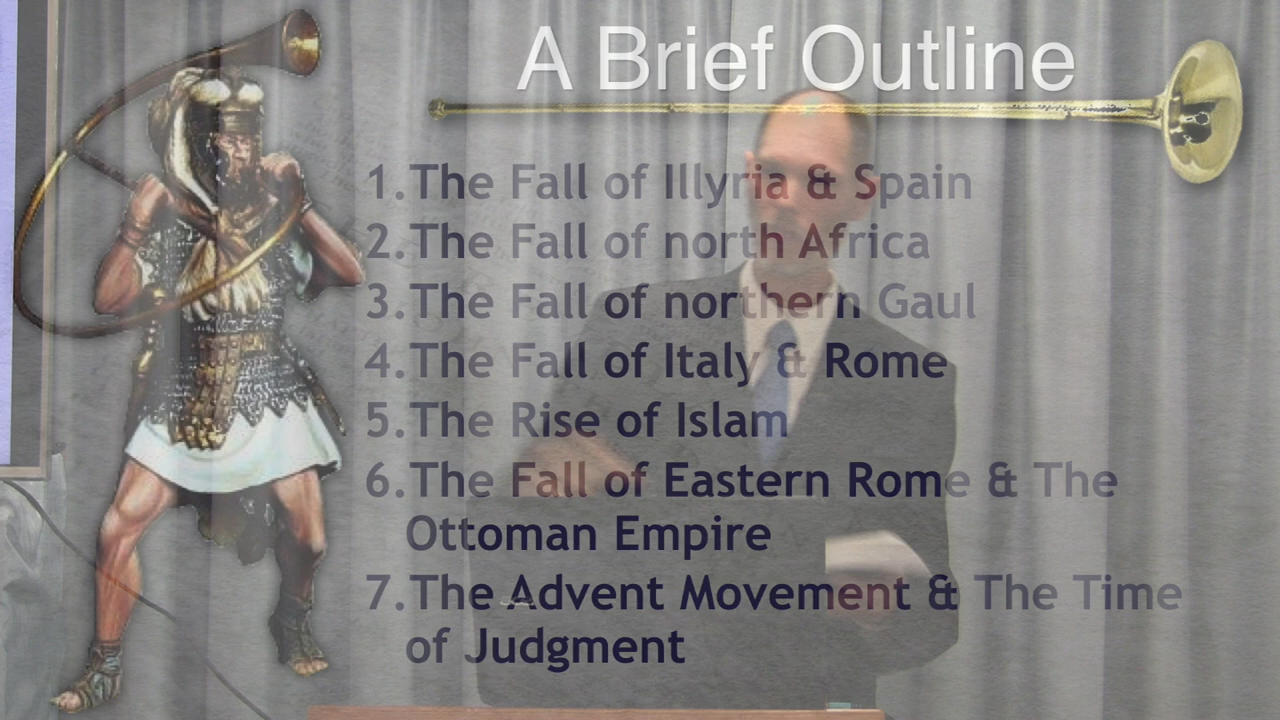 A Brief Outline
1.The Fall of Illyria & Spain
2.The Fall of north Africa
3.The Fall of northern Gaul
4.The Fall of Italy & Rome
5.The Rise of Islam
6.The Fall of Eastern Rome & The
Ottoman Empire
7.The Advent Movement & The Time
of Judgment